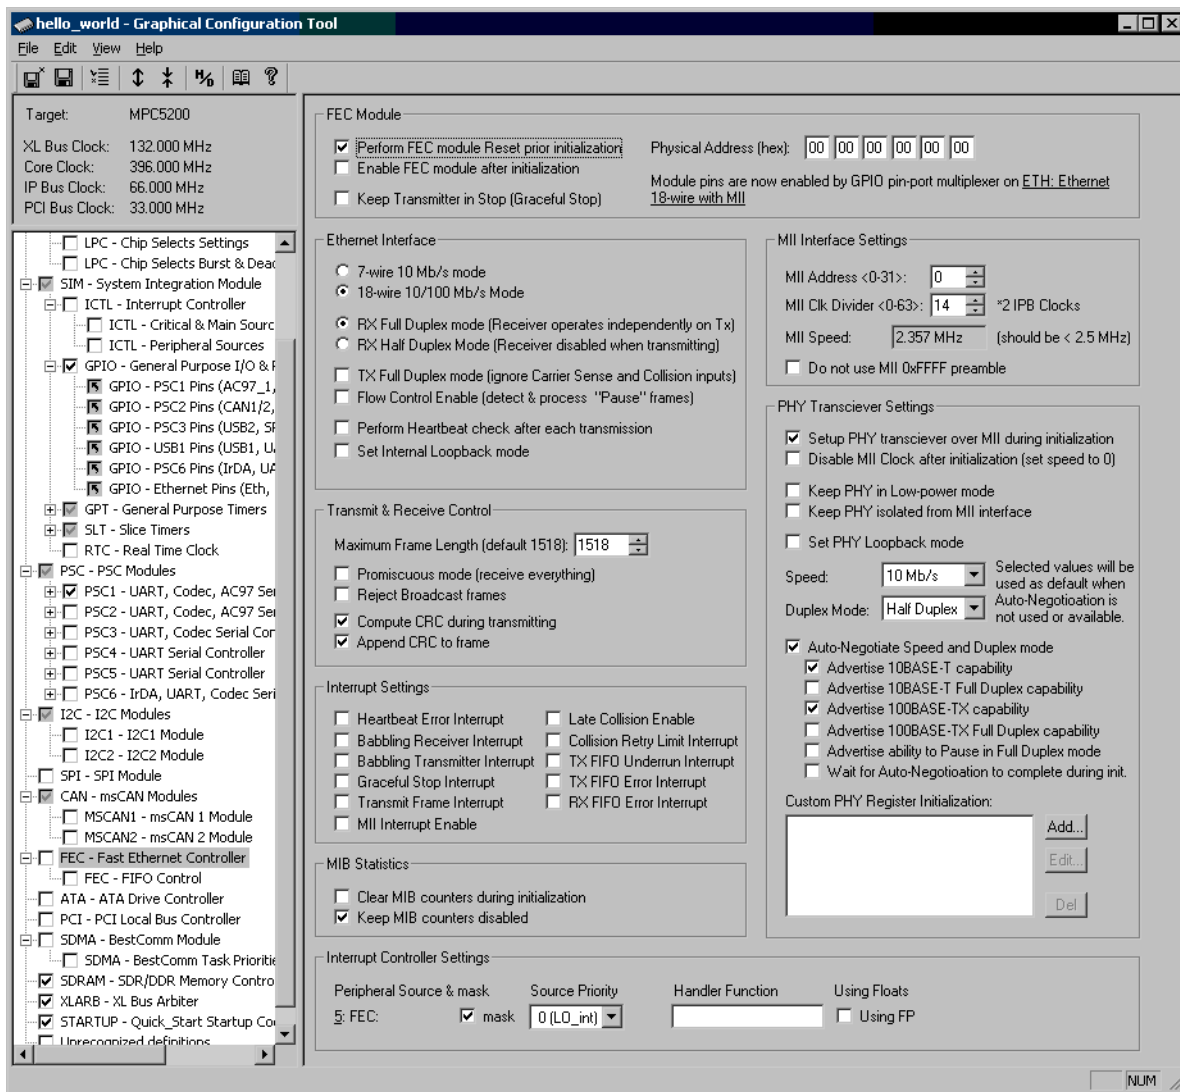 hello_world - Graphical Configuration Tool
File Edit View Help
Target: MPC5200
XL Bus Clock: 132.000 MHz
Core Clock: 396.000 MHz
IP Bus Clock: 66.000 MHz
PCI Bus Clock: 33.000 MHz
LPC - Chip Selects Settings
LPC - Chip Selects Burst & Deac
SIM - System Integration Module
ICTL - Interrupt Controller
ICTL - Critical & Main Sourc
ICTL - Peripheral Sources
GPIO - General Purpose I/O &
GPIO - PSC1 Pins (AC97_1,
GPIO - PSC2 Pins (CAN1/2,
GPIO - PSC3 Pins (USB2, SF
GPIO - USB1 Pins (USB1, UA
GPIO - PSC6 Pins (IrDA, UA
GPIO - Ethernet Pins (Eth,
GPT - General Purpose Timers
SLT - Slice Timers
RTC - Real Time Clock
PSC - PSC Modules
PSC1 - UART, Codec, AC97 Ser
PSC2 - UART, Codec, AC97 Ser
PSC3 - UART, Codec Serial Cor
PSC4 - UART Serial Controller
PSC5 - UART Serial Controller
PSC6 - IrDA, UART, Codec Seri
I2C - I2C Modules
I2C1 - I2C1 Module
I2C2 - I2C2 Module
SPI - SPI Module
CAN - msCAN Modules
MSCAN1 - msCAN 1 Module
MSCAN2 - msCAN 2 Module
FEC - Fast Ethernet Controller
FEC - FIFO Control
ATA - ATA Drive Controller
PCI - PCI Local Bus Controller
SDMA - BestComm Module
SDMA - BestComm Task Prioritie
SDRAM - SDR/DDR Memory Contro
XLARB - XL Bus Arbiter
STARTUP - Quick_Start Startup Co
Unrecognized definitions
FEC Module
Perform FEC module Reset prior initialization
Enable FEC module after initialization
Keep Transmitter in Stop (Graceful Stop)
Physical Address (hex): 00 00 00 00 00 00
Module pins are now enabled by GPIO pin-port multiplexer on ETH: Ethernet
18-wire with MII
Ethernet Interface
7-wire 10 Mb/s mode
18-wire 10/100 Mb/s Mode
RX Full Duplex mode (Receiver operates independently on Tx)
RX Half Duplex Mode (Receiver disabled when transmitting)
TX Full Duplex mode (ignore Carrier Sense and Collision inputs)
Flow Control Enable (detect & process "Pause" frames)
Perform Heartbeat check after each transmission
Set Internal Loopback mode
Transmit & Receive Control
Maximum Frame Length (default 1518): 1518
Promiscuous mode (receive everything)
Reject Broadcast frames
Compute CRC during transmitting
Append CRC to frame
Interrupt Settings
Heartbeat Error Interrupt Late Collision Enable
Babbling Receiver Interrupt Collision Retry Limit Interrupt
Babbling Transmitter Interrupt TX FIFO Underrun Interrupt
Graceful Stop Interrupt TX FIFO Error Interrupt
Transmit Frame Interrupt RX FIFO Error Interrupt
MII Interrupt Enable
MIB Statistics
Clear MIB counters during initialization
Keep MIB counters disabled
MII Interface Settings
MII Address <0-31>: 0
MII Clk Divider <0-63>: 14 *2 IPB Clocks
MII Speed: 2.357 MHz (should be < 2.5 MHz)
Do not use MII 0xFFFF preamble
PHY Transciever Settings
Setup PHY transciever over MII during initialization
Disable MII Clock after initialization (set speed to 0)
Keep PHY in Low-power mode
Keep PHY isolated from MII interface
Set PHY Loopback mode
Speed: 10 Mb/s
Duplex Mode: Half Duplex
Selected values will be
used as default when
Auto-Negotioation is
not used or available.
Auto-Negotiate Speed and Duplex mode
Advertise 10BASE-T capability
Advertise 10BASE-T Full Duplex capability
Advertise 100BASE-TX capability
Advertise 100BASE-TX Full Duplex capability
Advertise ability to Pause in Full Duplex mode
Wait for Auto-Negotioation to complete during init.
Custom PHY Register Initialization:
Add...
Edit...
Del
Interrupt Controller Settings
Peripheral Source & mask Source Priority Handler Function Using Floats
5: FEC: mask 0 (LO_int) Using FP
NUM